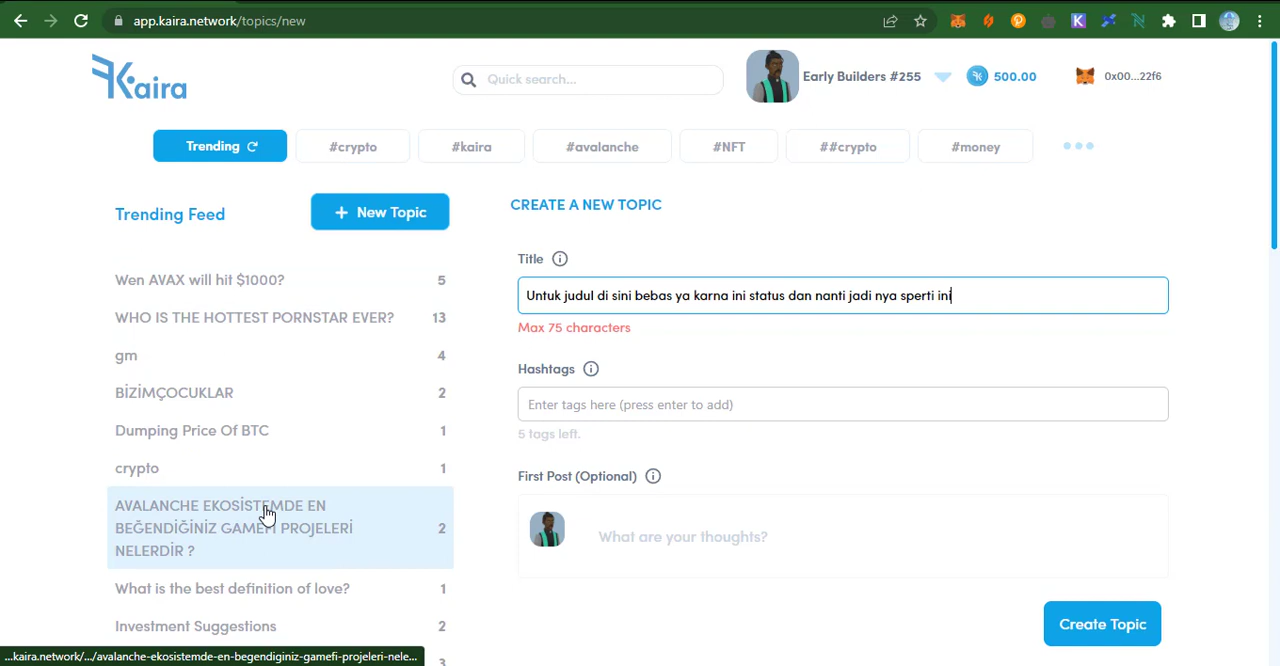 app.kaira.network/topics/new
Kaira
Quick search...
Early Builders #255
500.00
0x00...22f6
Trending
#crypto
#kaira
#avalanche
#NFT
##crypto
#money
Trending Feed
+ New Topic
Wen AVAX will hit $1000? 5
WHO IS THE HOTTEST PORNSTAR EVER? 13
gm 4
BİZİMÇOCUKLAR 2
Dumping Price Of BTC 1
crypto 1
AVALANCHE EKOSİSTEMDE EN
BEĞENDİĞİNİZ GAMEFI PROJELERİ 2
NELERDİR ?
What is the best definition of love? 1
Investment Suggestions 2
3
CREATE A NEW TOPIC
Title
Untuk judul di sini bebas ya karna ini status dan nanti jadi nya sperti ini
Max 75 characters
Hashtags
Enter tags here (press enter to add)
5 tags left.
First Post (Optional)
What are your thoughts?
Create Topic
...kaira.network/.../avalanche-ekosistemde-en-begendiginiz-gamefi-projeleri-nele...